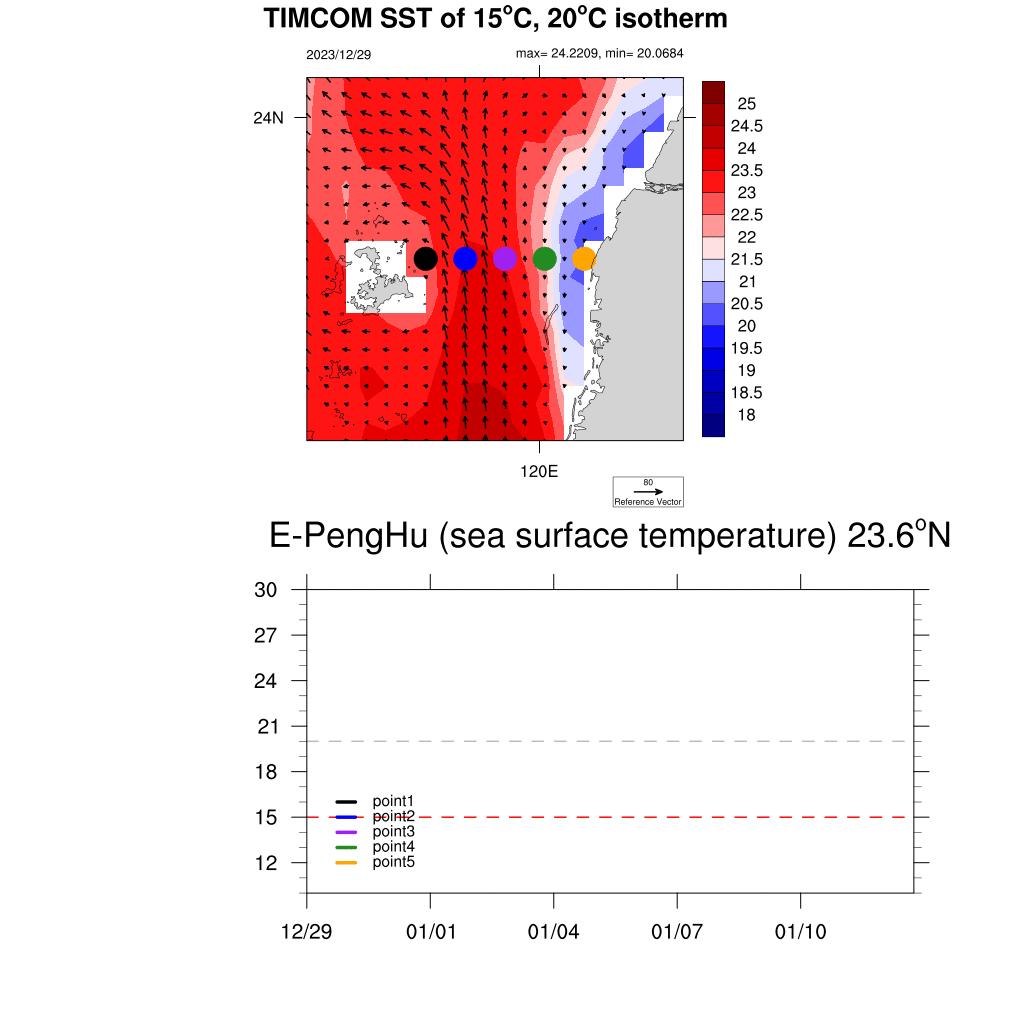 TIMCOM SST of 15°C, 20°C isotherm
2023/12/29
max= 24.2209, min= 20.0684
24N
120E
25
24.5
24
23.5
23
22.5
22
21.5
21
20.5
20
19.5
19
18.5
18
80
Reference Vector
E-PengHu (sea surface temperature) 23.6°N
30
27
24
21
18
15
12
point1
point2
point3
point4
point5
12/29
01/01
01/04
01/07
01/10